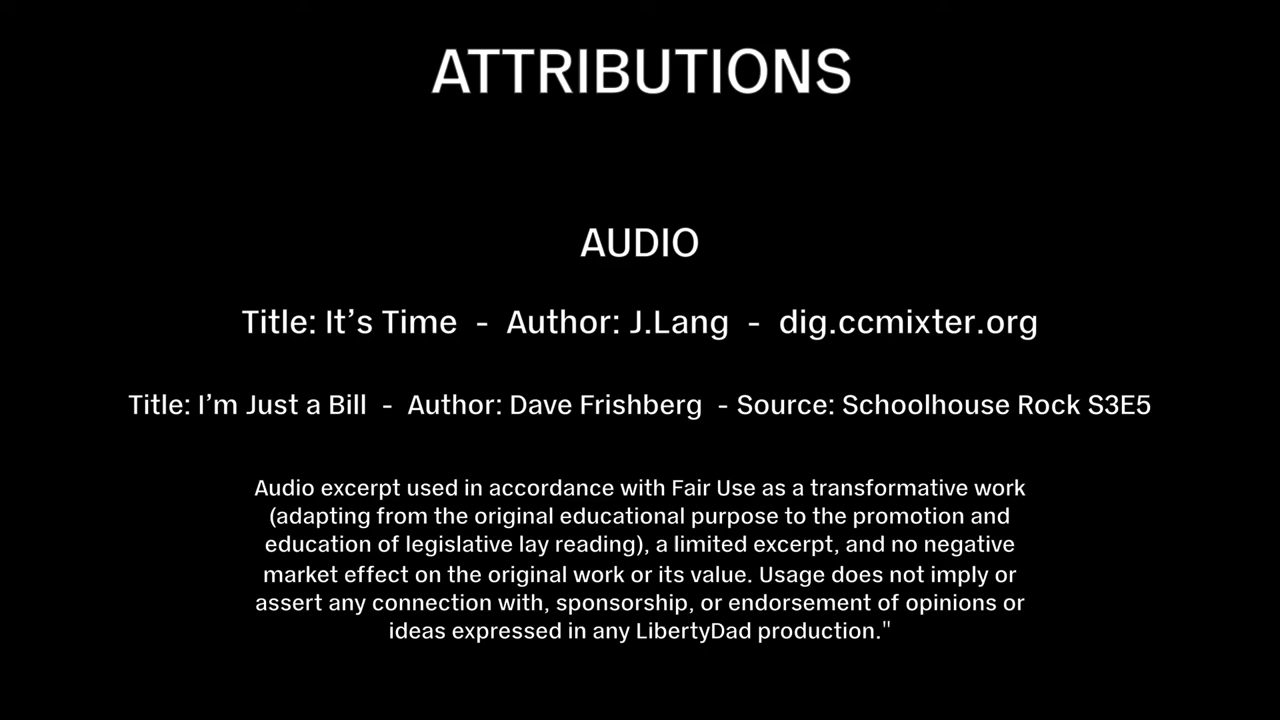 ATTRIBUTIONS
AUDIO
Title: It’s Time - Author: J.Lang - dig.ccmixter.org
Title: I’m Just a Bill - Author: Dave Frishberg - Source: Schoolhouse Rock S3E5
Audio excerpt used in accordance with Fair Use as a transformative work
(adapting from the original educational purpose to the promotion and
education of legislative lay reading), a limited excerpt, and no negative
market effect on the original work or its value. Usage does not imply or
assert any connection with, sponsorship, or endorsement of opinions or
ideas expressed in any LibertyDad production."